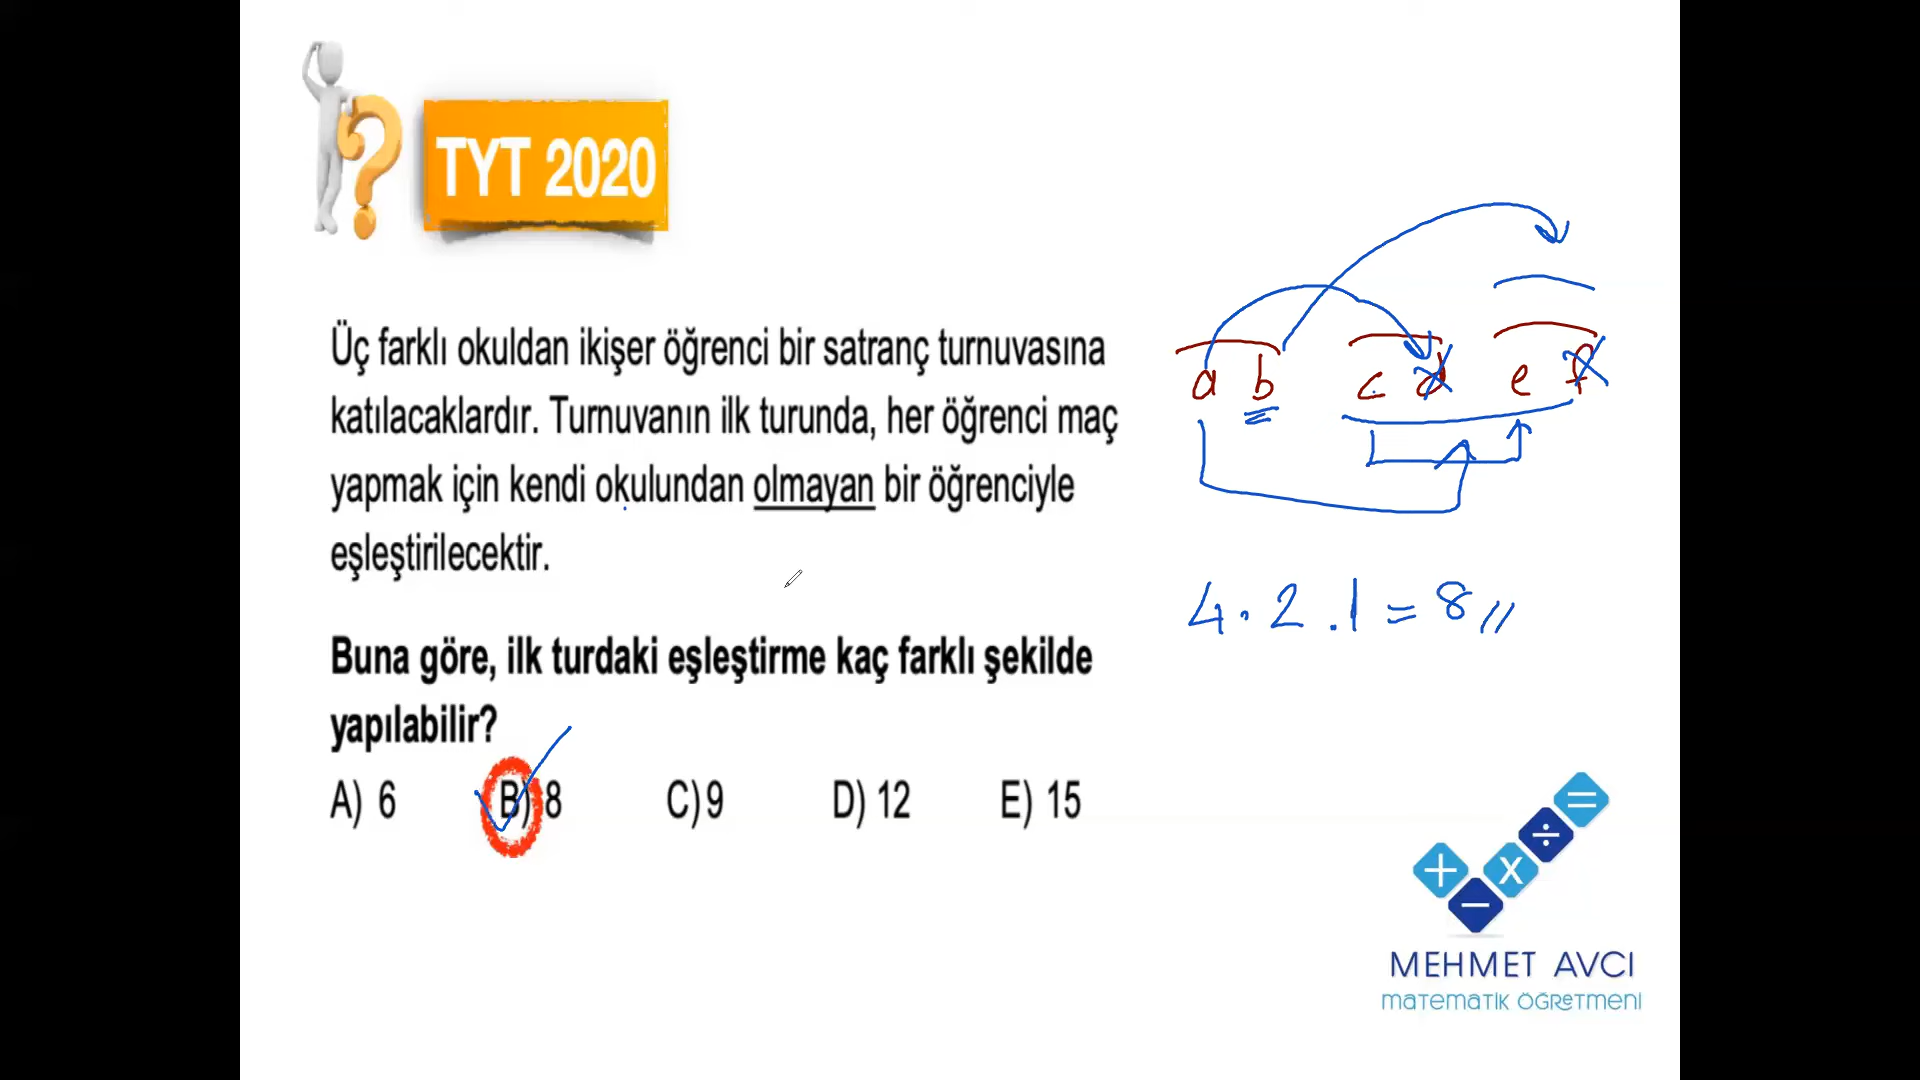 TYT 2020
Üç farklı okuldan ikişer öğrenci bir satranç turnuvasına
katılacaklardır. Turnuvanın ilk turunda, her öğrenci maç
yapmak için kendi okulundan olmayan bir öğrenciyle
eşleştirilecektir.
Buna göre, ilk turdaki eşleştirme kaç farklı şekilde
yapılabilir?
A) 6 B) 8 C) 9 D) 12 E) 15
a b c d e f
4 . 2 . 1 = 8 //
+ - x ÷ =
MEHMET AVCI
matematik öğretmeni